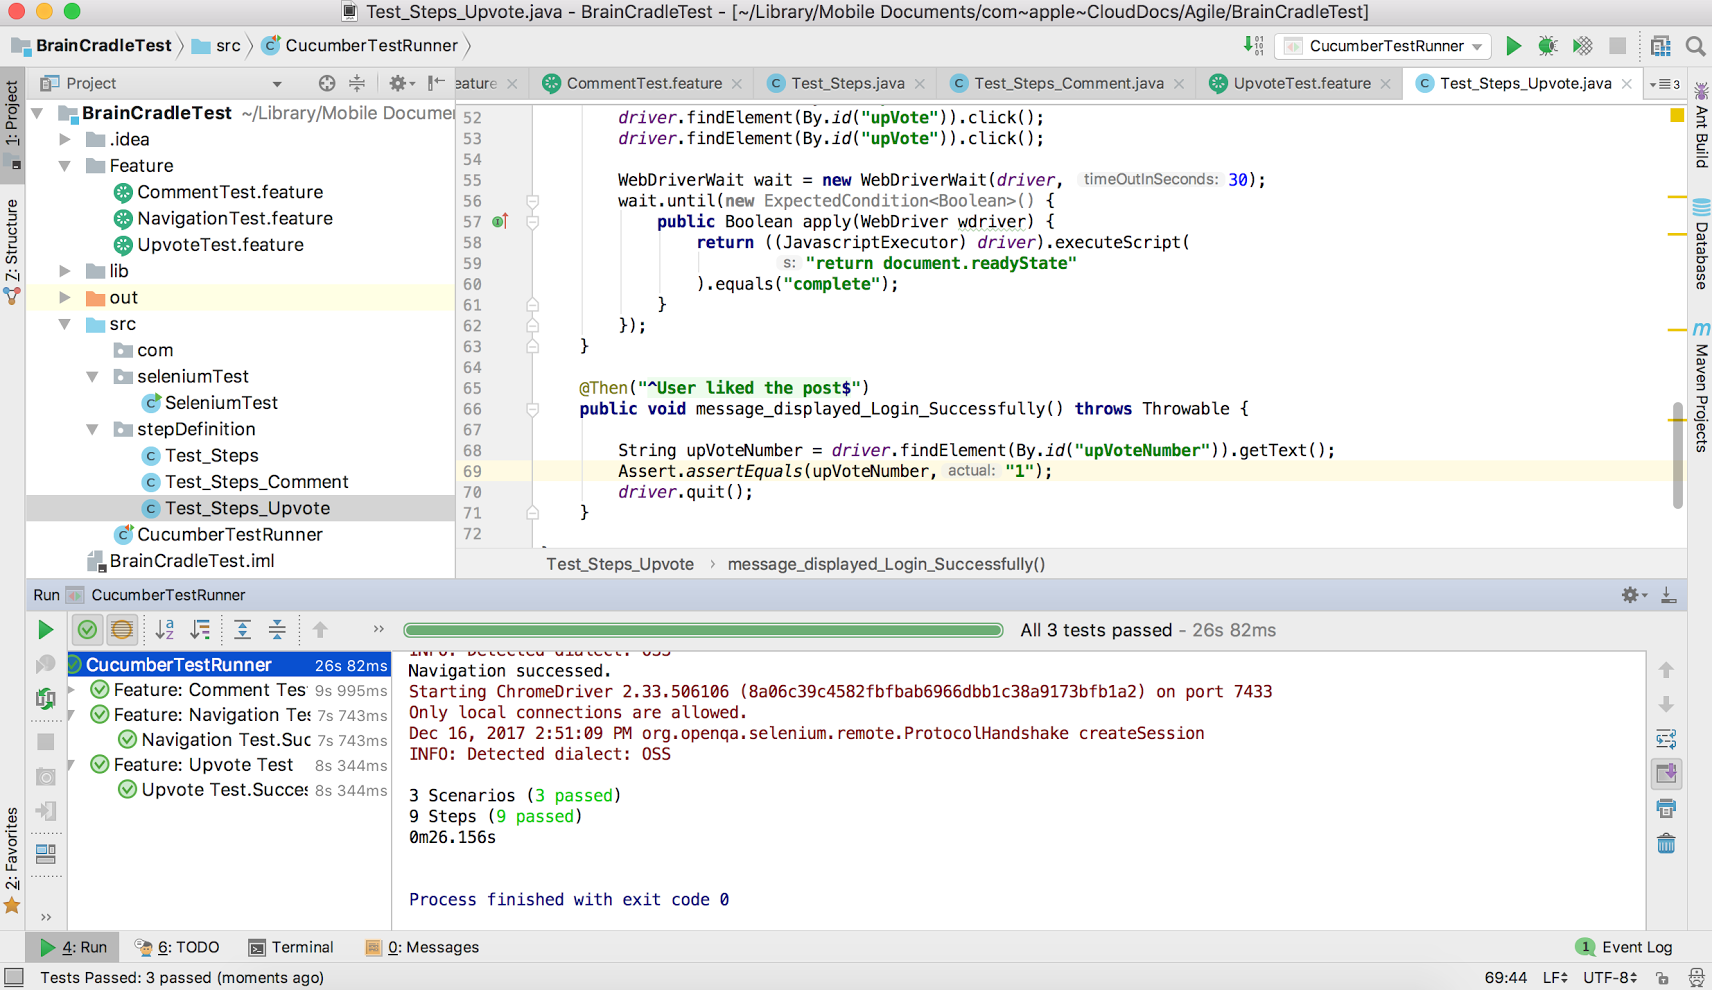 Test_Steps_Upvote.java - BrainCradleTest - [~/Library/Mobile Documents/com~apple~CloudDocs/Agile/BrainCradleTest]
BrainCradleTest src CucumberTestRunner CucumberTestRunner
1: Project
Z: Structure
2: Favorites
Project
BrainCradleTest ~/Library/Mobile Docume
.idea
Feature
CommentTest.feature
NavigationTest.feature
UpvoteTest.feature
lib
out
src
com
seleniumTest
SeleniumTest
stepDefinition
Test_Steps
Test_Steps_Comment
Test_Steps_Upvote
CucumberTestRunner
BrainCradleTest.iml
eature CommentTest.feature Test_Steps.java Test_Steps_Comment.java UpvoteTest.feature Test_Steps_Upvote.java 3
52 driver.findElement(By.id("upVote")).click();
53 driver.findElement(By.id("upVote")).click();
54
55 WebDriverWait wait = new WebDriverWait(driver, timeOutInSeconds: 30);
56 wait.until(new ExpectedCondition<Boolean>() {
57 public Boolean apply(WebDriver wdriver) {
58 return ((JavascriptExecutor) driver).executeScript(
59 s: "return document.readyState"
60 ).equals("complete");
61 }
62 });
63 }
64
65 @Then("^User liked the post$")
66 public void message_displayed_Login_Successfully() throws Throwable {
67
68 String upVoteNumber = driver.findElement(By.id("upVoteNumber")).getText();
69 Assert.assertEquals(upVoteNumber, actual: "1");
70 driver.quit();
71 }
72
Test_Steps_Upvote › message_displayed_Login_Successfully()
Ant Build
Database
Maven Projects
Run CucumberTestRunner
All 3 tests passed - 26s 82ms
CucumberTestRunner 26s 82ms
Feature: Comment Tes 9s 995ms
Feature: Navigation Tes 7s 743ms
Navigation Test.Suc 7s 743ms
Feature: Upvote Test 8s 344ms
Upvote Test.Succes 8s 344ms
INFO: Detected dialect: OSS
Navigation successed.
Starting ChromeDriver 2.33.506106 (8a06c39c4582fbfbab6966dbb1c38a9173bfb1a2) on port 7433
Only local connections are allowed.
Dec 16, 2017 2:51:09 PM org.openqa.selenium.remote.ProtocolHandshake createSession
INFO: Detected dialect: OSS
3 Scenarios (3 passed)
9 Steps (9 passed)
0m26.156s
Process finished with exit code 0
4: Run 6: TODO Terminal 0: Messages 1 Event Log
Tests Passed: 3 passed (moments ago) 69:44 LF UTF-8